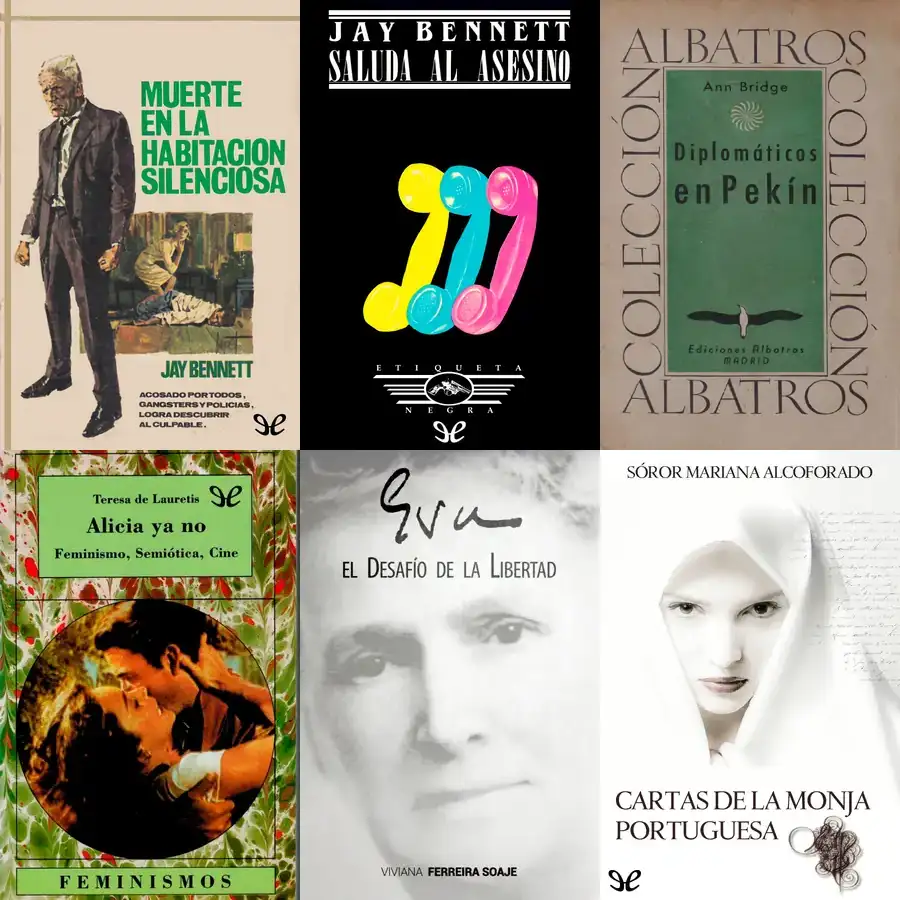 MUERTE
EN LA
HABITACION
SILENCIOSA
JAY BENNETT
ACOSADO POR TODOS,
GANGSTERS Y POLICIAS,
LOGRA DESCUBRIR
AL CULPABLE.
JAY BENNETT
SALUDA AL ASESINO
ETIQUETA
NEGRA
ALBATROS
COLECCIÓN
COLECCIÓN
Ann Bridge
Diplomáticos
en Pekín
Ediciones Albatros
MADRID
ALBATROS
Teresa de Lauretis
Alicia ya no
Feminismo, Semiótica, Cine
FEMINISMOS
Eva
EL DESAFÍO DE LA LIBERTAD
VIVIANA FERREIRA SOAJE
SÓROR MARIANA ALCOFORADO
CARTAS DE LA MONJA
PORTUGUESA